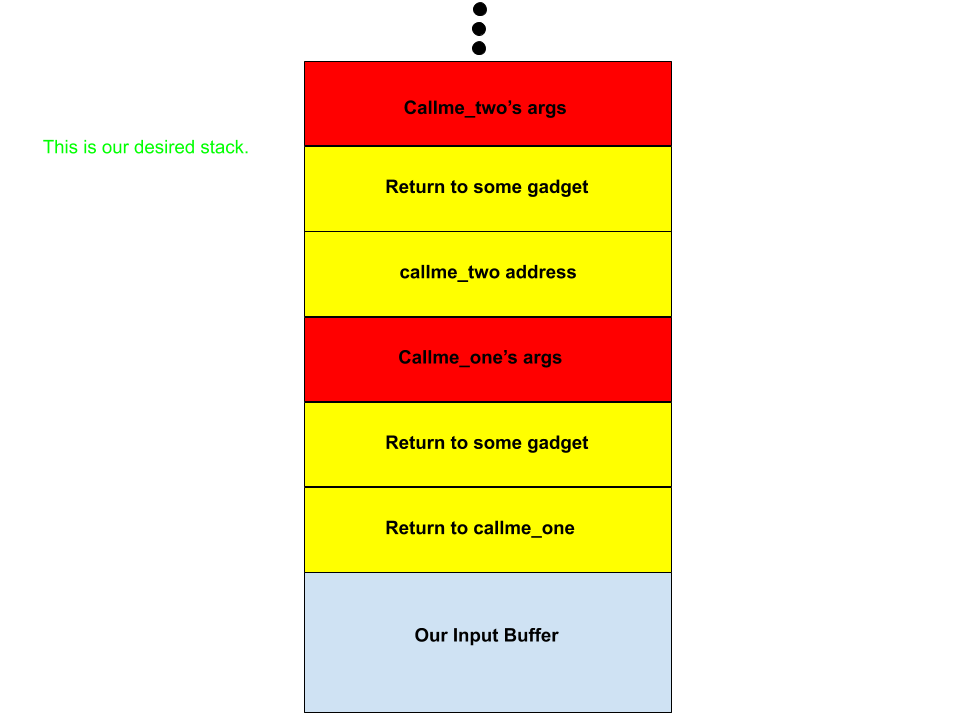 Callme_two’s args
This is our desired stack.
Return to some gadget
callme_two address
Callme_one’s args
Return to some gadget
Return to callme_one
Our Input Buffer